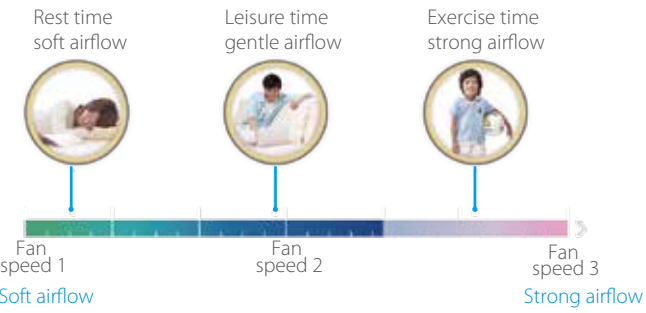 Rest time
soft airflow
Leisure time
gentle airflow
Exercise time
strong airflow
Fan
speed 1
Fan
speed 2
Fan
speed 3
Soft airflow
Strong airflow